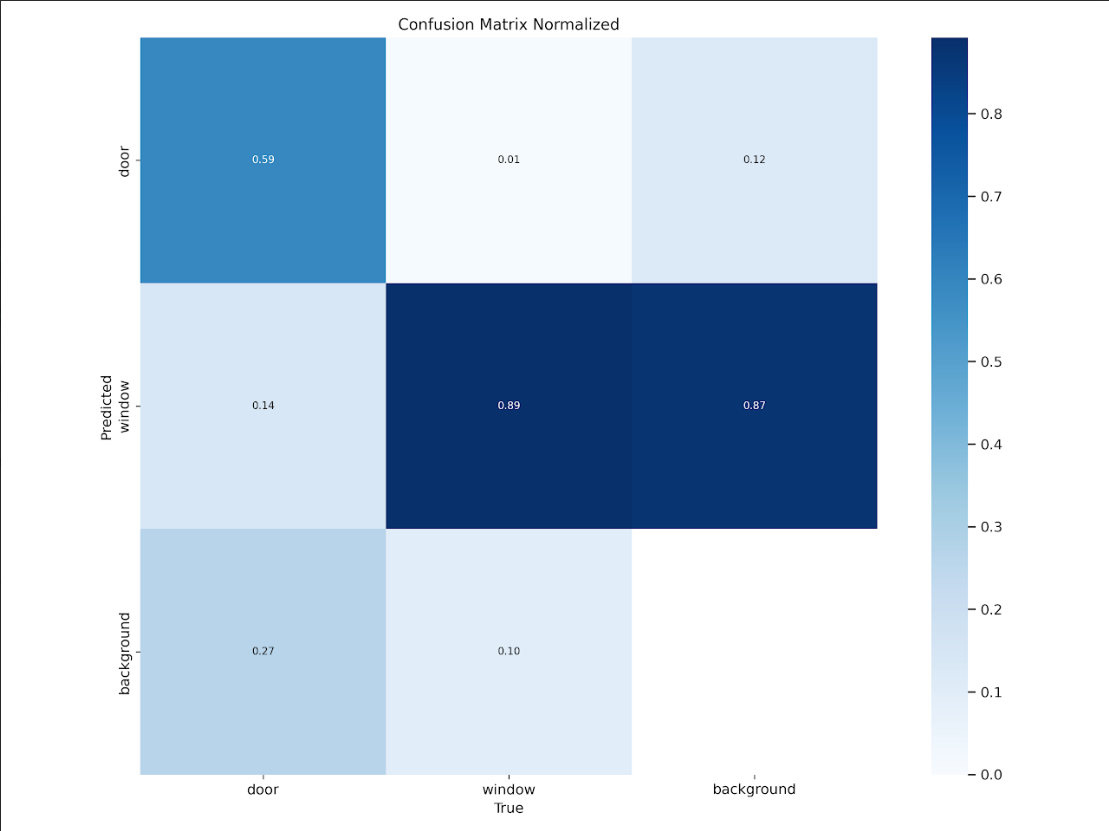 Confusion Matrix Normalized
door
0.59
0.01
0.12
0.8
0.7
0.6
Predicted
window
0.14
0.89
0.87
0.5
0.4
0.3
background
0.27
0.10
0.2
0.1
0.0
door
window
background
True